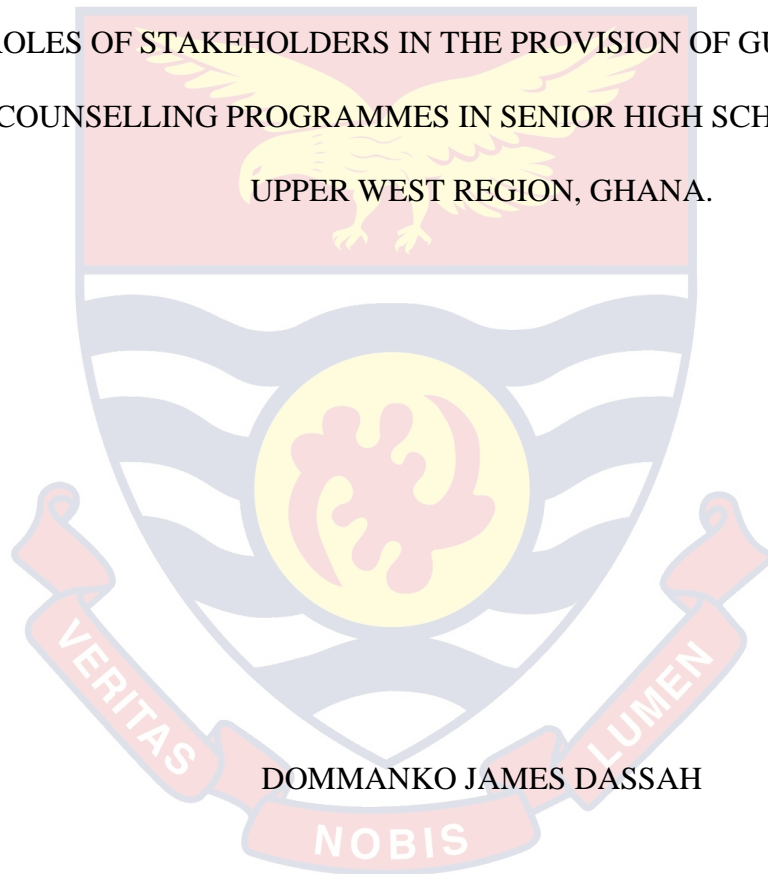 ROLES OF STAKEHOLDERS IN THE PROVISION OF GU
COUNSELLING PROGRAMMES IN SENIOR HIGH SCH
UPPER WEST REGION, GHANA.
DOMMANKO JAMES DASSAH
VERITAS
NOBIS
LUMEN